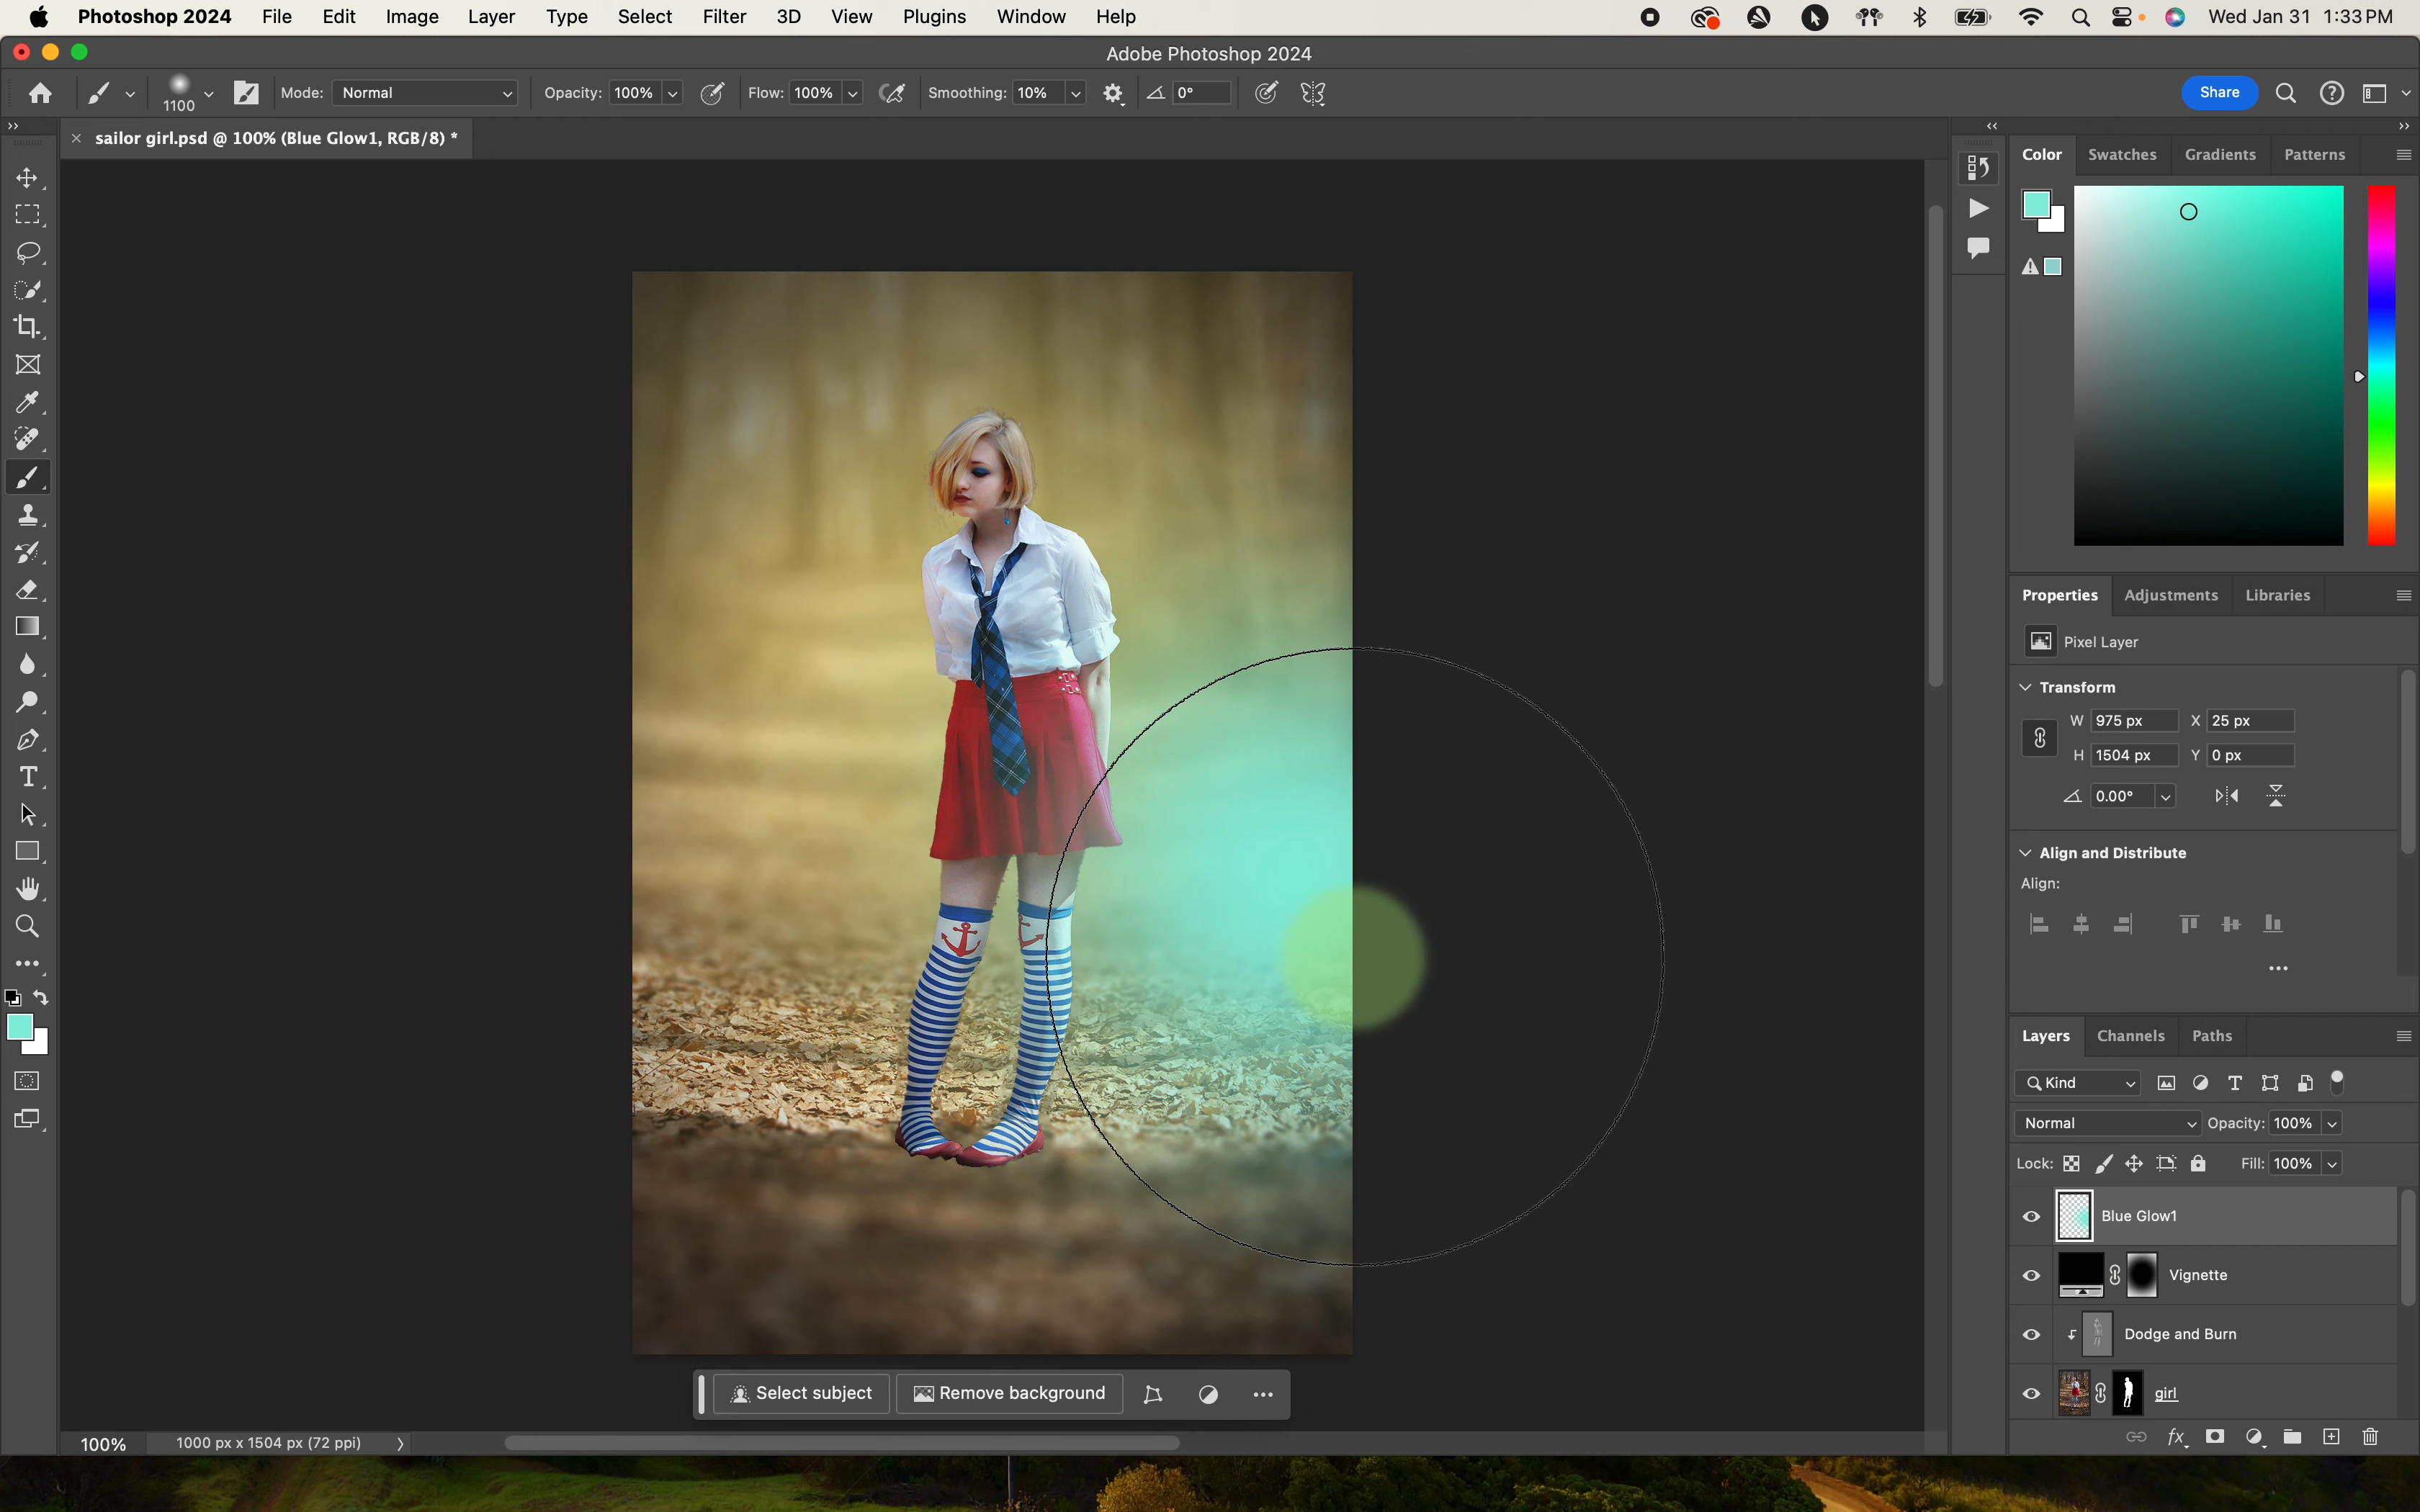 Photoshop 2024 File Edit Image Layer Type Select Filter 3D View Plugins Window Help Wed Jan 31 1:33 PM
Adobe Photoshop 2024
1100 Mode: Normal Opacity: 100% Flow: 100% Smoothing: 10% 0° Share
sailor girl.psd @ 100% (Blue Glow1, RGB/8) *
Color Swatches Gradients Patterns
Properties Adjustments Libraries
Pixel Layer
Transform
W 975 px X 25 px
H 1504 px Y 0 px
0.00°
Align and Distribute
Align:
Layers Channels Paths
Kind
Normal Opacity: 100%
Lock: Fill: 100%
Blue Glow1
Vignette
Dodge and Burn
girl
Select subject Remove background
100% 1000 px x 1504 px (72 ppi)
fx